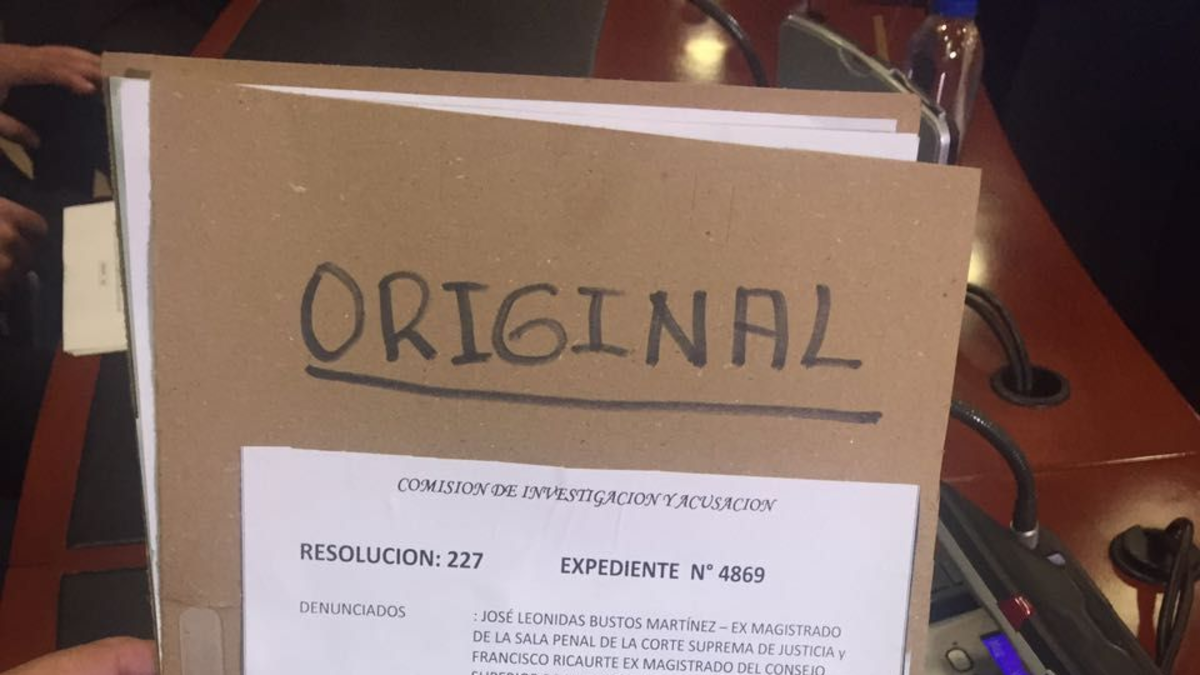 ORIGINAL
COMISION DE INVESTIGACION Y ACUSACION
RESOLUCION: 227 EXPEDIENTE N° 4869
DENUNCIADOS : JOSÉ LEONIDAS BUSTOS MARTÍNEZ – EX MAGISTRADO
DE LA SALA PENAL DE LA CORTE SUPREMA DE JUSTICIA y
FRANCISCO RICAURTE EX MAGISTRADO DEL CONSEJO